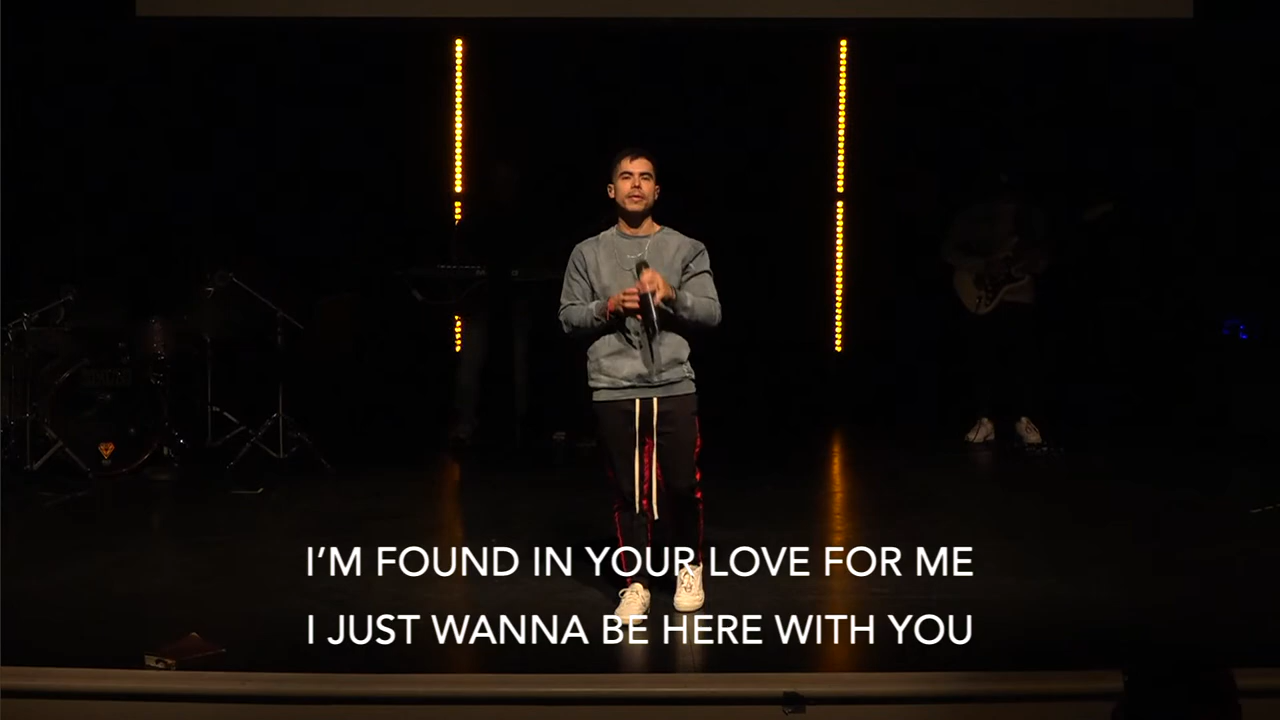 I’M FOUND IN YOUR LOVE FOR ME
I JUST WANNA BE HERE WITH YOU